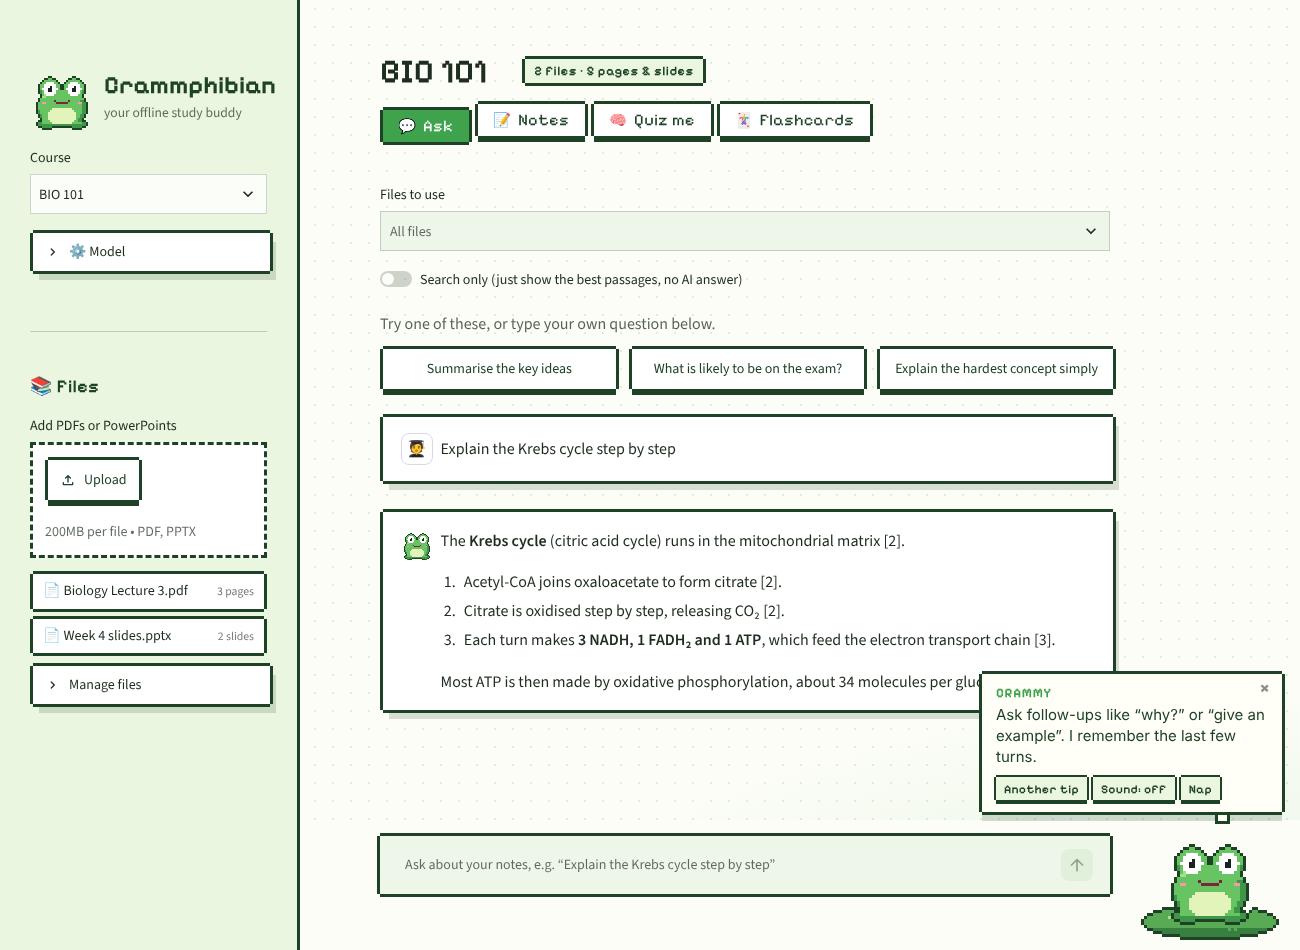 Grammphibian
your offline study buddy
Course
BIO 101
Model
Files
Add PDFs or PowerPoints
Upload
200MB per file • PDF, PPTX
Biology Lecture 3.pdf 3 pages
Week 4 slides.pptx 2 slides
Manage files
BIO 101
2 files · 9 pages & slides
Ask Notes Quiz me Flashcards
Files to use
All files
Search only (just show the best passages, no AI answer)
Try one of these, or type your own question below.
Summarise the key ideas What is likely to be on the exam? Explain the hardest concept simply
Explain the Krebs cycle step by step
The Krebs cycle (citric acid cycle) runs in the mitochondrial matrix [2].
1. Acetyl-CoA joins oxaloacetate to form citrate [2].
2. Citrate is oxidised step by step, releasing CO₂ [2].
3. Each turn makes 3 NADH, 1 FADH₂ and 1 ATP, which feed the electron transport chain [3].
Most ATP is then made by oxidative phosphorylation, about 34 molecules per
GRAMMY
Ask follow-ups like “why?” or “give an
example”. I remember the last few
turns.
Another tip Sound: off Nap
Ask about your notes, e.g. “Explain the Krebs cycle step by step”